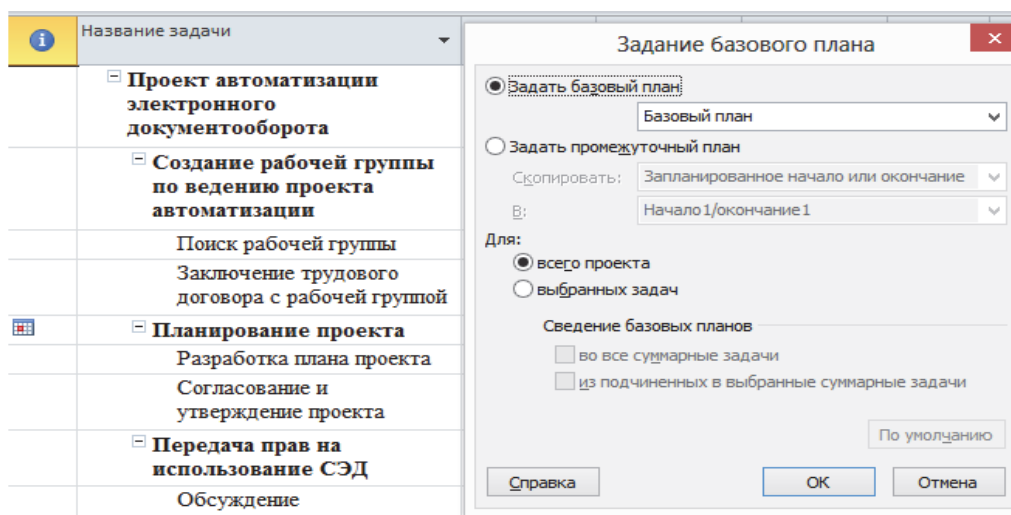 Название задачи
Проект автоматизации
электронного
документооборота
Создание рабочей группы
по ведению проекта
автоматизации
Поиск рабочей группы
Заключение трудового
договора с рабочей группой
Планирование проекта
Разработка плана проекта
Согласование и
утверждение проекта
Передача прав на
использование СЭД
Обсуждение
Задание базового плана
Задать базовый план
Базовый план
Задать промежуточный план
Скопировать: Запланированное начало или окончание
В: Начало1/окончание1
Для:
всего проекта
выбранных задач
Сведение базовых планов
во все суммарные задачи
из подчиненных в выбранные суммарные задачи
По умолчанию
Справка ОК Отмена